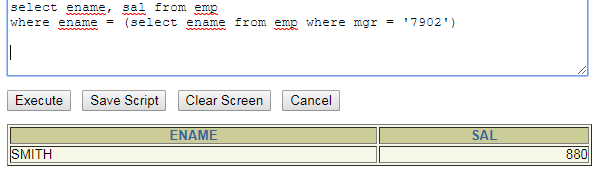 select ename, sal from emp
where ename = (select ename from emp where mgr = '7902')
Execute Save Script Clear Screen Cancel
ENAME SAL
SMITH 880